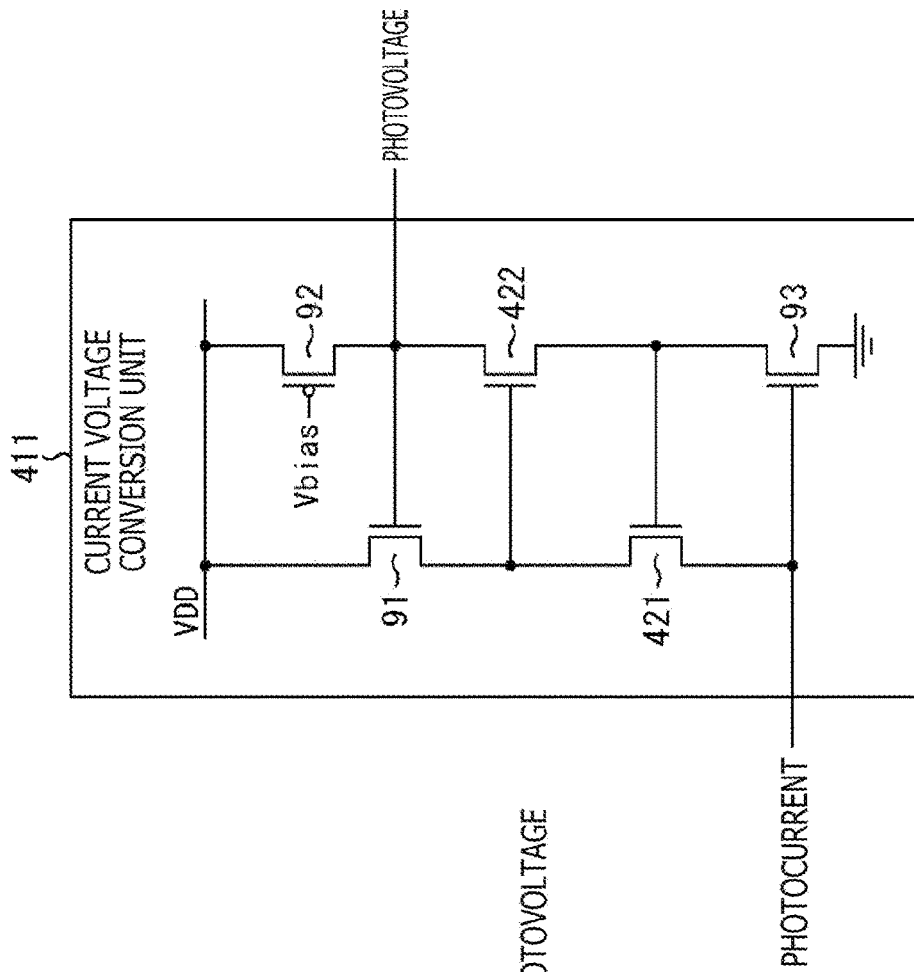 411
CURRENT VOLTAGE
CONVERSION UNIT
VDD
92
Vbias
PHOTOVOLTAGE
91
422
421
93
PHOTOCURRENT
OTOVOLTAGE